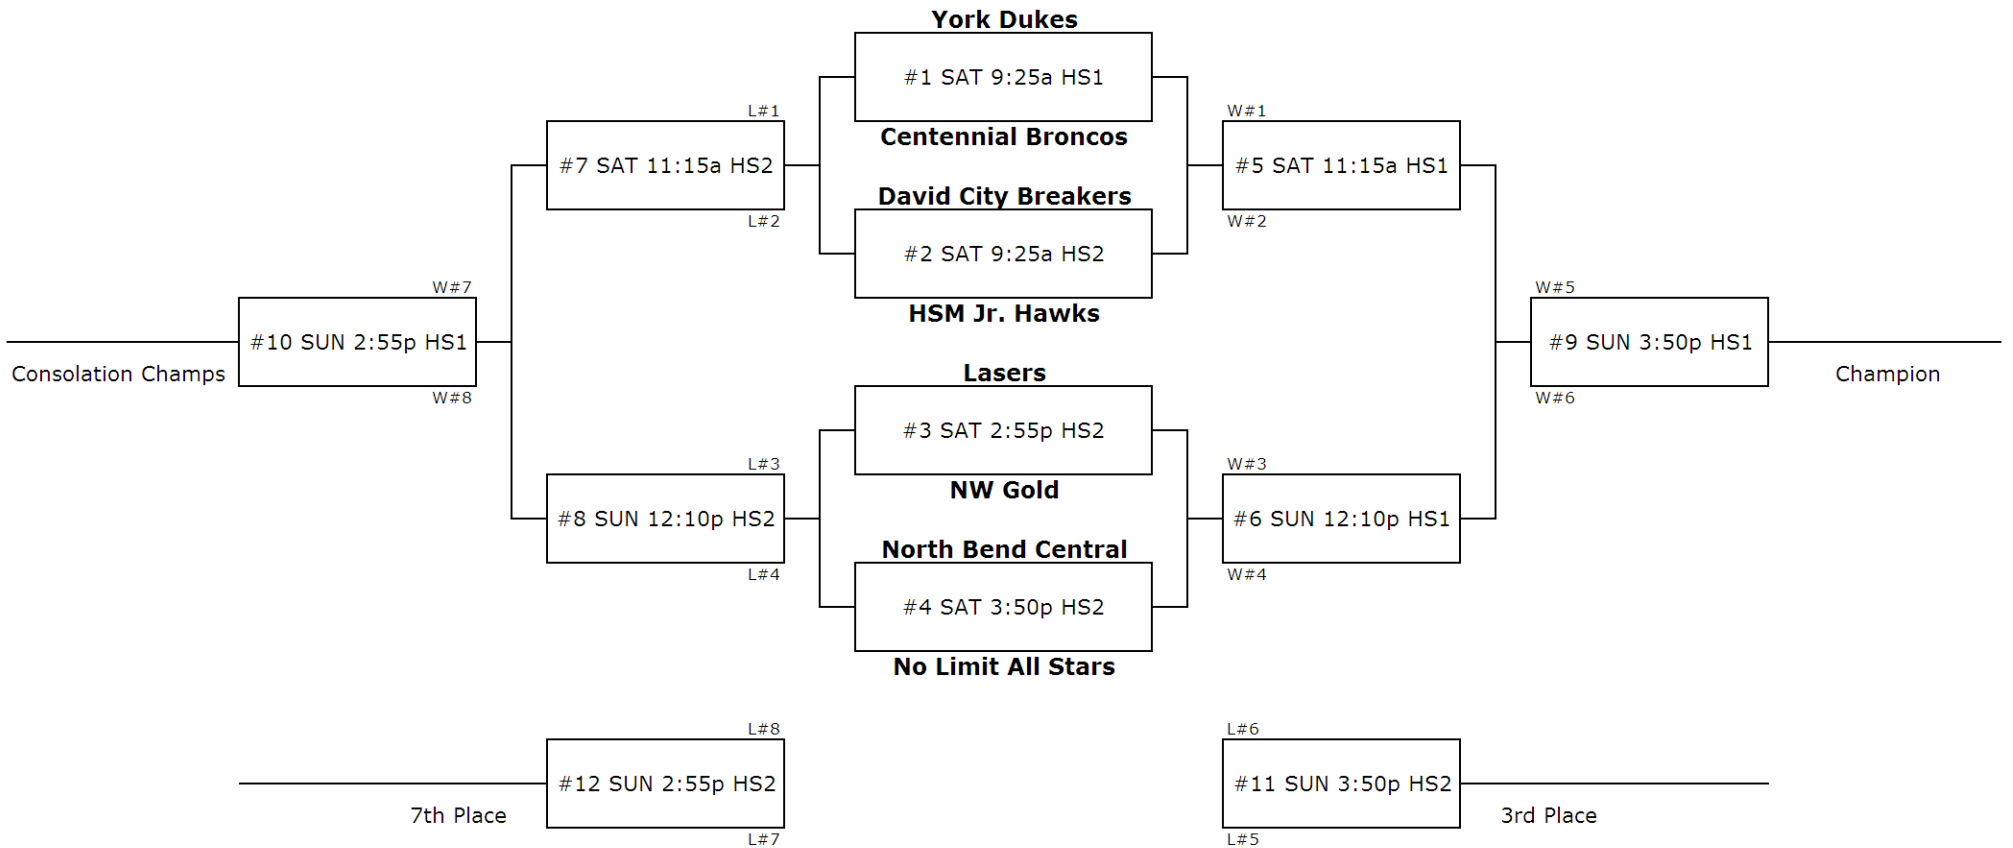 York Dukes
#1 SAT 9:25a HS1
L#1
W#1
Centennial Broncos
#7 SAT 11:15a HS2
#5 SAT 11:15a HS1
David City Breakers
L#2
W#2
#2 SAT 9:25a HS2
W#7
W#5
HSM Jr. Hawks
#10 SUN 2:55p HS1
#9 SUN 3:50p HS1
Consolation Champs
Lasers
Champion
W#8
W#6
#3 SAT 2:55p HS2
L#3
W#3
NW Gold
#8 SUN 12:10p HS2
#6 SUN 12:10p HS1
North Bend Central
L#4
W#4
#4 SAT 3:50p HS2
No Limit All Stars
L#8
L#6
#12 SUN 2:55p HS2
#11 SUN 3:50p HS2
7th Place
3rd Place
L#7
L#5